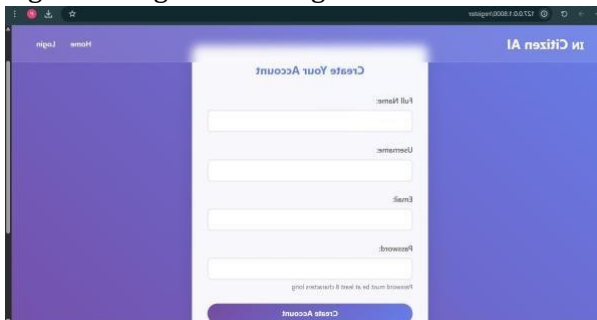 127.0.0.1:8000/register
IN Citizen AI
Home Login
Create Your Account
Full Name:
Username:
Email:
Password:
Password must be at least 8 characters long
Create Account